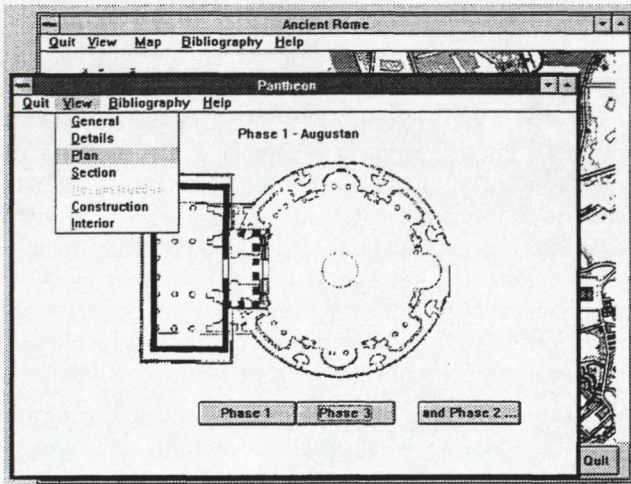 Ancient Rome
Quit View Map Bibliography Help
Pantheon
Quit View Bibliography Help
General
Details
Plan
Section
Construction
Interior
Phase 1 - Augustan
Phase 1 Phase 3 and Phase 2 ...
Quit